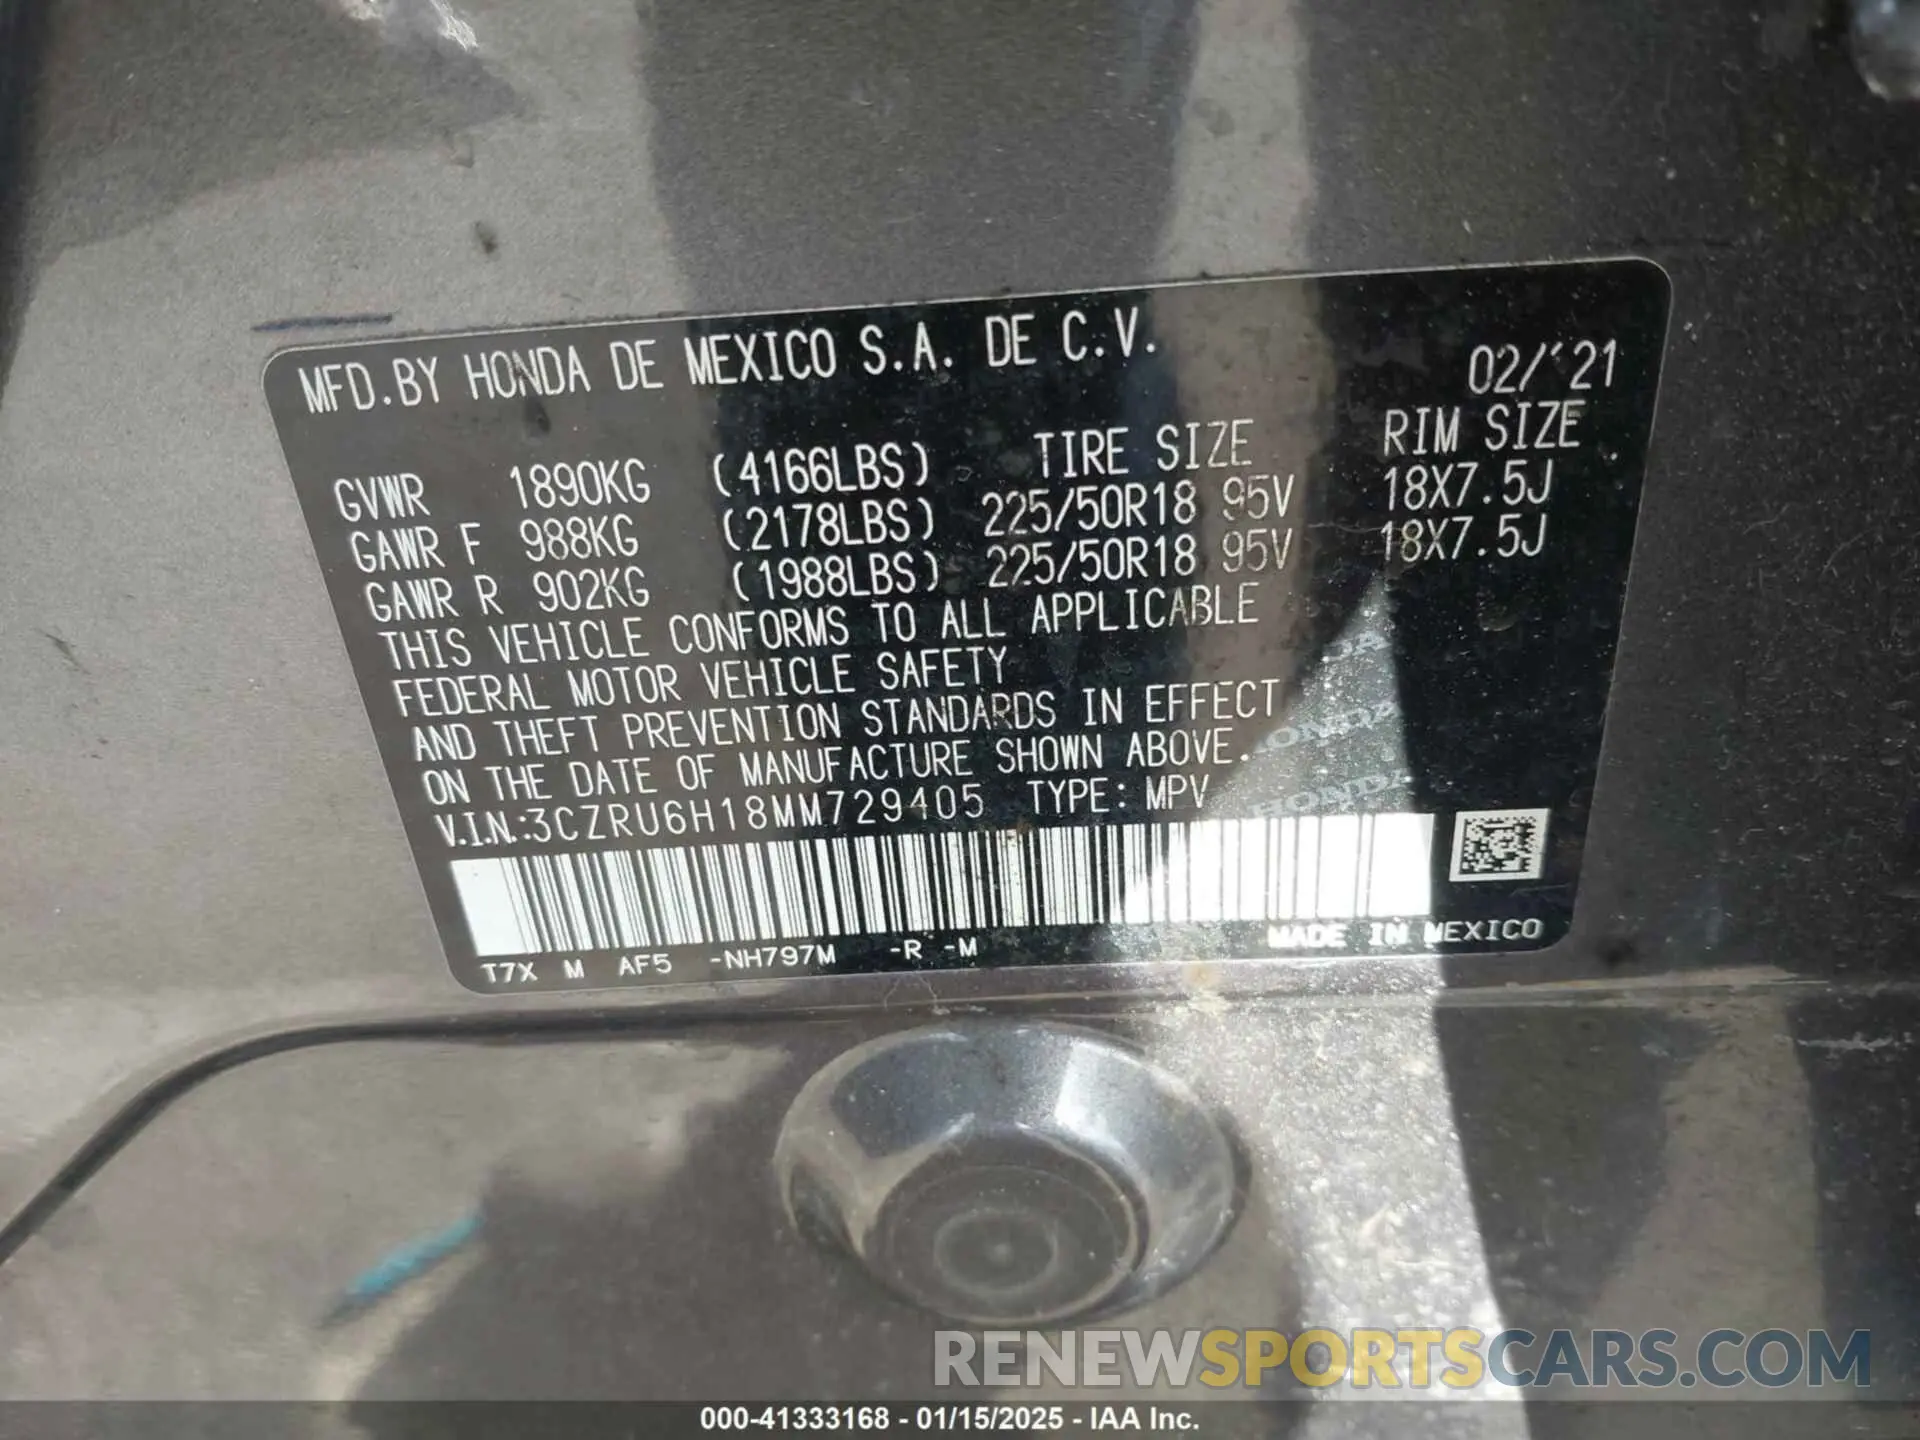 MFD.BY HONDA DE MEXICO S.A. DE C.V. 02/'21
TIRE SIZE RIM SIZE
GVWR 1890KG (4166LBS)
GAWR F 988KG (2178LBS) 225/50R18 95V 18X7.5J
GAWR R 902KG (1988LBS) 225/50R18 95V 18X7.5J
THIS VEHICLE CONFORMS TO ALL APPLICABLE
FEDERAL MOTOR VEHICLE SAFETY
AND THEFT PREVENTION STANDARDS IN EFFECT
ON THE DATE OF MANUFACTURE SHOWN ABOVE.
V.I.N.:3CZRU6H18MM729405 TYPE: MPV
HONDA
HONDA
T7X M AF5 -NH797M -R -M MADE IN MEXICO
RENEWSPORTSCARS.COM
000-41333168 - 01/15/2025 - IAA Inc.